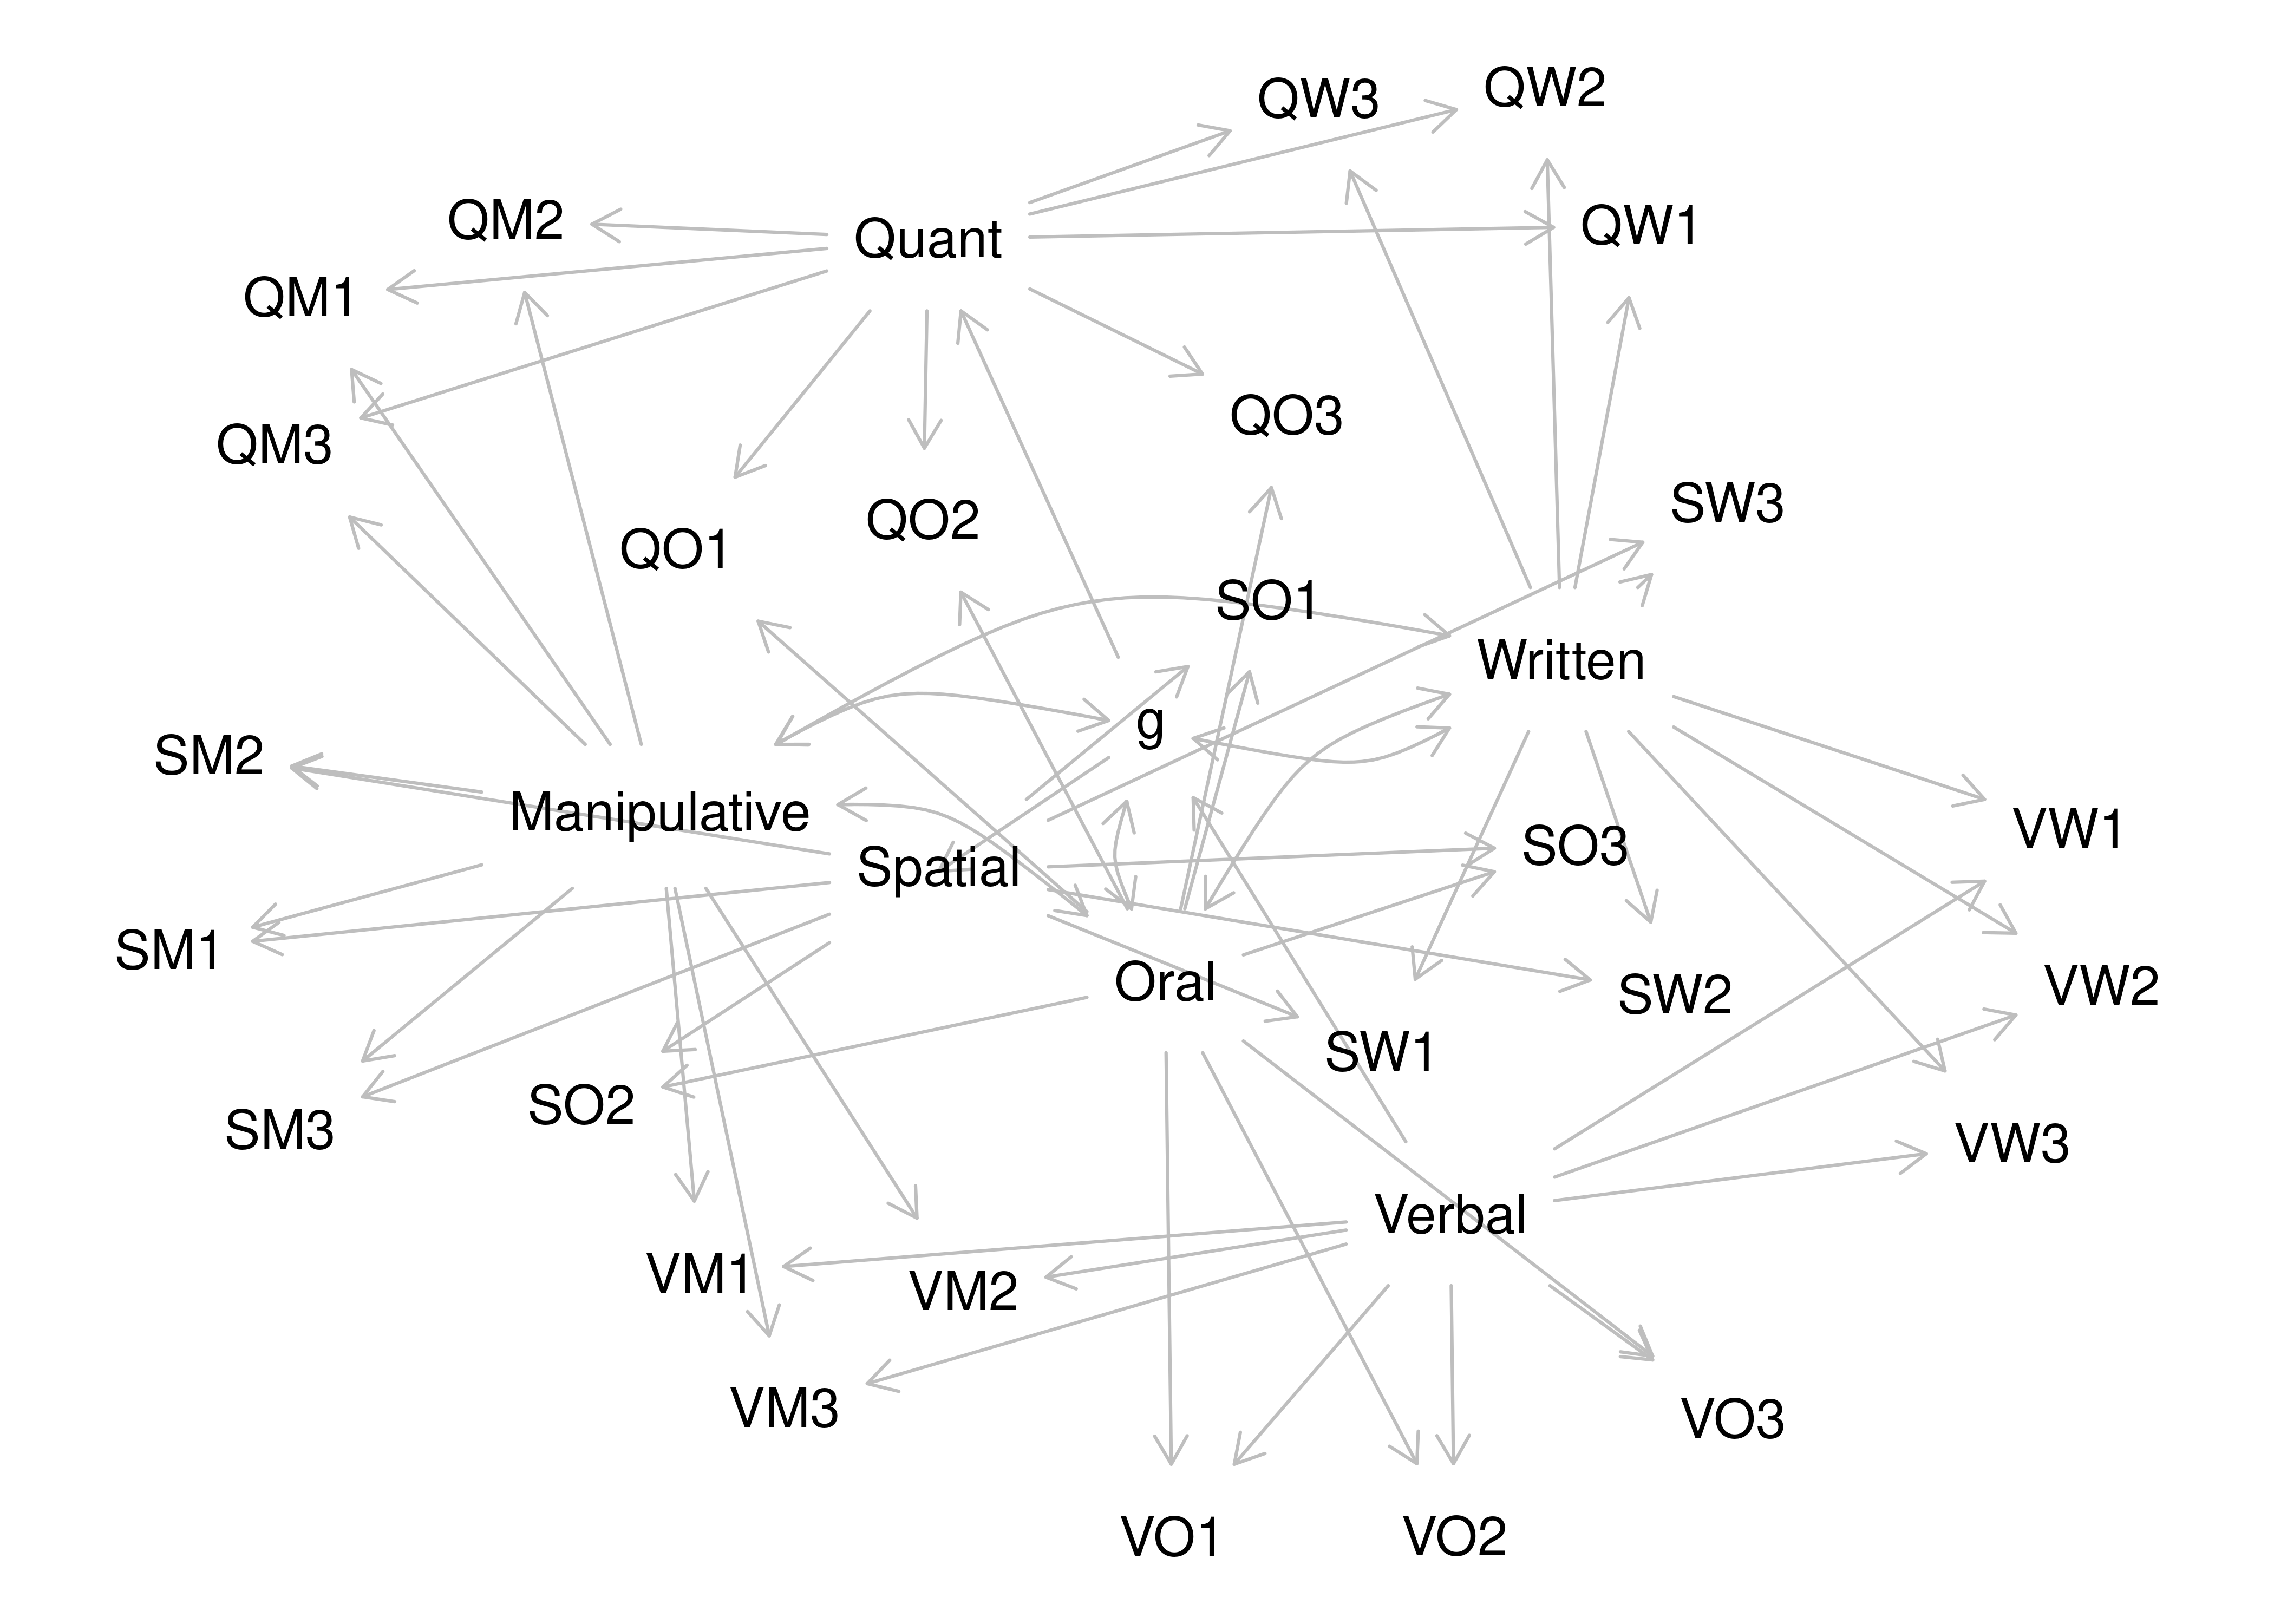 QW2
QW3
QM2
QW1
Quant
QM1
QO3
QM3
SW3
QO2
QO1
SO1
Written
g
SM2
Manipulative
VW1
SO3
Spatial
SM1
Oral
VW2
SW2
SW1
SO2
SM3
VW3
Verbal
VM1
VM2
VM3
VO3
VO1
VO2